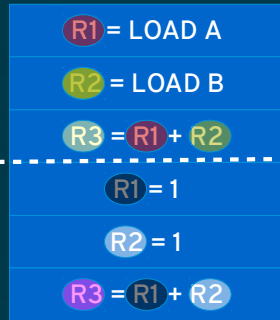 R1 = LOAD A
R2 = LOAD B
R3 = R1 + R2
R1 = 1
R2 = 1
R3 = R1 + R2